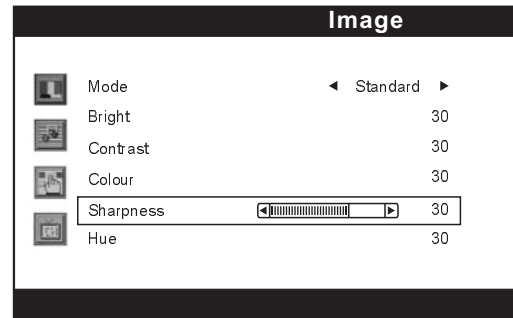 Image
Mode ◄ Standard ►
Bright 30
Contrast 30
Colour 30
Sharpness 30
Hue 30